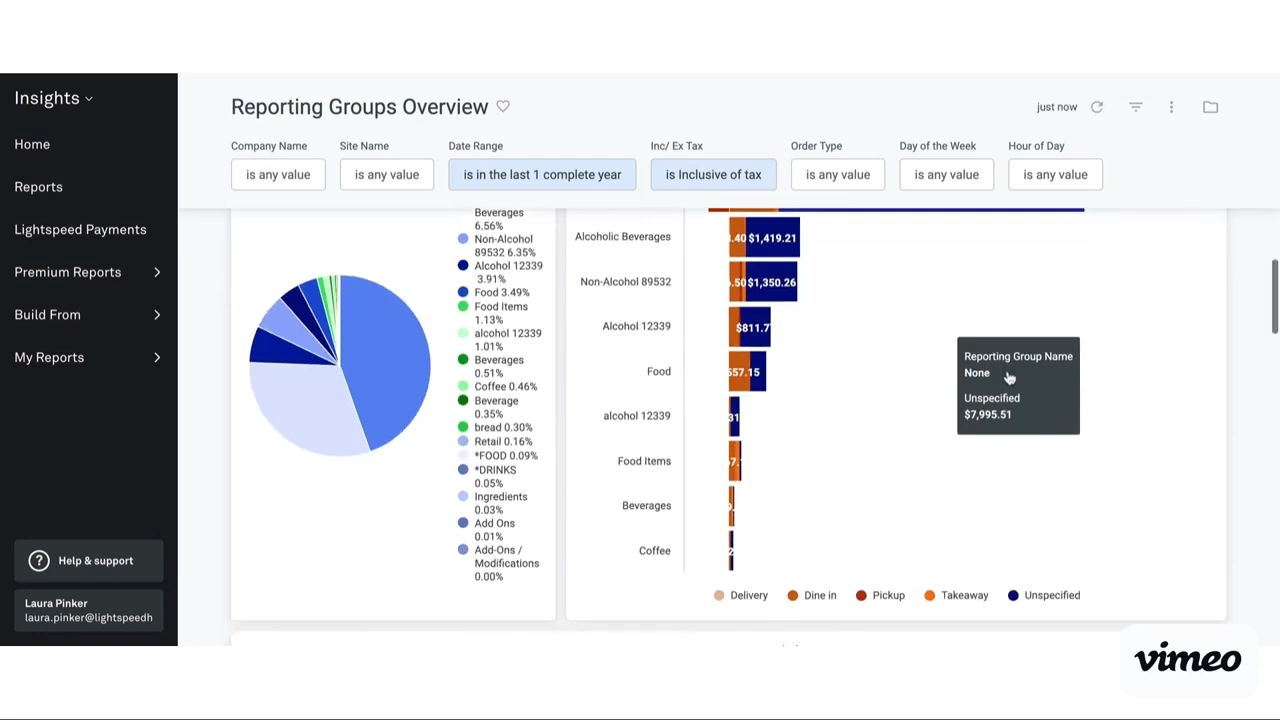 Insights
Home
Reports
Lightspeed Payments
Premium Reports
Build From
My Reports
Help & support
Laura Pinker
laura.pinker@lightspeedh
Reporting Groups Overview
just now
Company Name
is any value
Site Name
is any value
Date Range
is in the last 1 complete year
Inc/ Ex Tax
is Inclusive of tax
Order Type
is any value
Day of the Week
is any value
Hour of Day
is any value
Beverages
6.56%
Non-Alcohol
89532 6.35%
Alcohol 12339
3.91%
Food 3.49%
Food Items
1.13%
alcohol 12339
1.01%
Beverages
0.51%
Coffee 0.46%
Beverage
0.35%
bread 0.30%
Retail 0.16%
*FOOD 0.09%
*DRINKS
0.05%
Ingredients
0.03%
Add Ons
0.01%
Add-Ons /
Modifications
0.00%
Alcoholic Beverages
.40 $1,419.21
Non-Alcohol 89532
.50 $1,350.26
Alcohol 12339
$811.7
Food
557.15
alcohol 12339
31
Food Items
7.
Beverages
Coffee
Reporting Group Name
None
Unspecified
$7,995.51
Delivery
Dine in
Pickup
Takeaway
Unspecified
vimeo